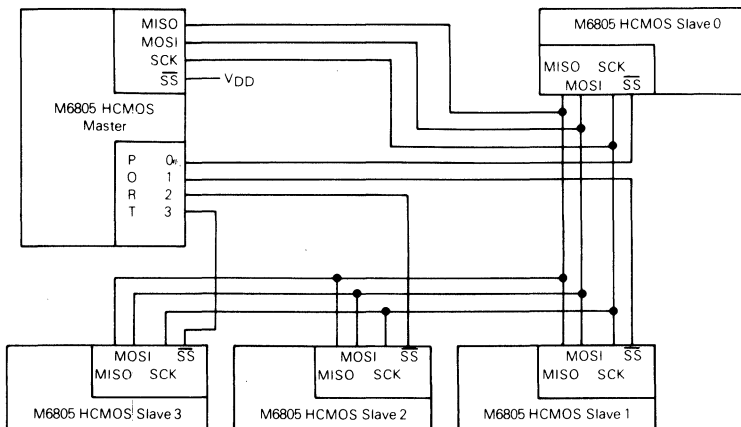 MISO
MOSI
SCK
SS
VDD
M6805 HCMOS
Master
P 0
O 1
R 2
T 3
M6805 HCMOS Slave 0
MISO SCK
MOSI SS
MOSI SS
MISO SCK
M6805 HCMOS Slave 3
MOSI SS
MISO SCK
M6805 HCMOS Slave 2
MOSI SS
MISO SCK
M6805 HCMOS Slave 1